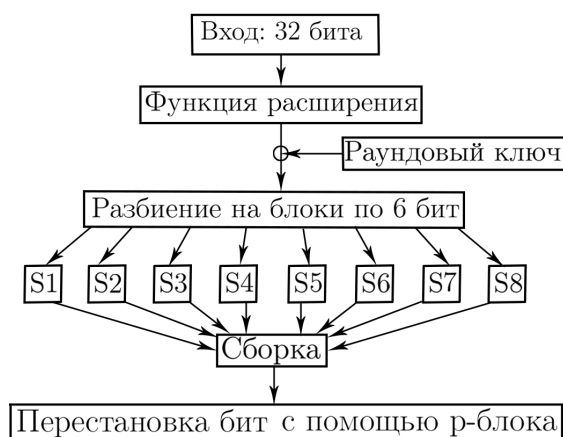 Вход: 32 бита
Функция расширения
Раундовый ключ
Разбиение на блоки по 6 бит
S1 S2 S3 S4 S5 S6 S7 S8
Сборка
Перестановка бит с помощью р-блока